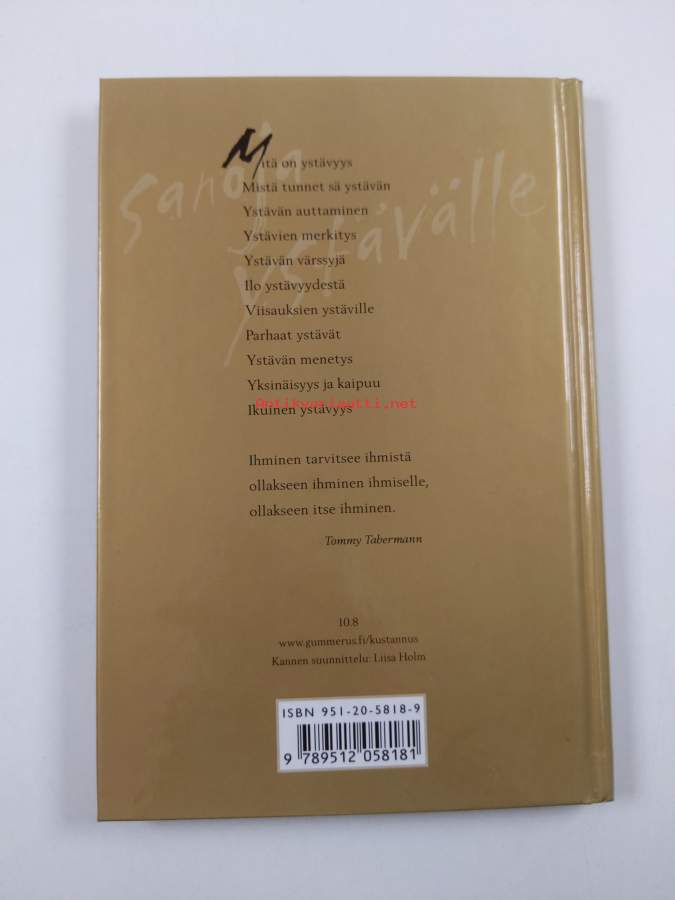 sanoja
ystävälle
Mitä on ystävyys
Mistä tunnet sä ystävän
Ystävän auttaminen
Ystävien merkitys
Ystävän värssyjä
Ilo ystävyydestä
Viisauksien ystäville
Parhaat ystävät
Ystävän menetys
Yksinäisyys ja kaipuu
Antikvariaatti.net
Ikuinen ystävyys
Ihminen tarvitsee ihmistä
ollakseen ihminen ihmiselle,
ollakseen itse ihminen.
Tommy Tabermann
10.8
www.gummerus.fi/kustannus
Kannen suunnittelu: Liisa Holm
ISBN 951-20-5818-9
9 789512 058181